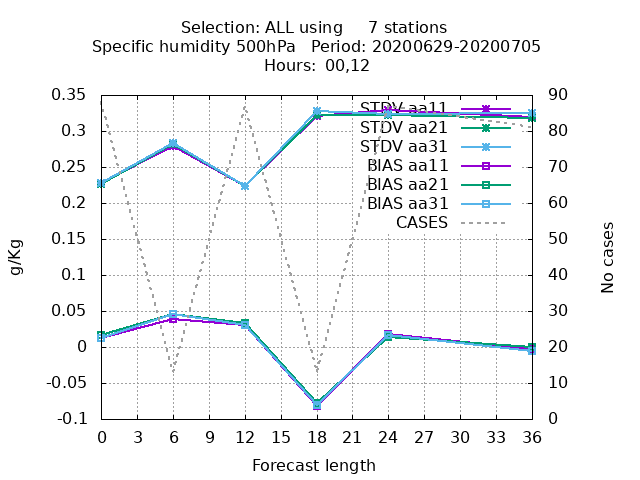 Selection: ALL using 7 stations
Specific humidity 500hPa Period: 20200629-20200705
Hours: 00,12
0.35
0.3
0.25
0.2
0.15
0.1
0.05
0
-0.05
-0.1
g/Kg
STDV aa11
STDV aa21
STDV aa31
BIAS aa11
BIAS aa21
BIAS aa31
CASES
90
80
70
60
50
40
30
20
10
0
No cases
0 3 6 9 12 15 18 21 24 27 30 33 36
Forecast length